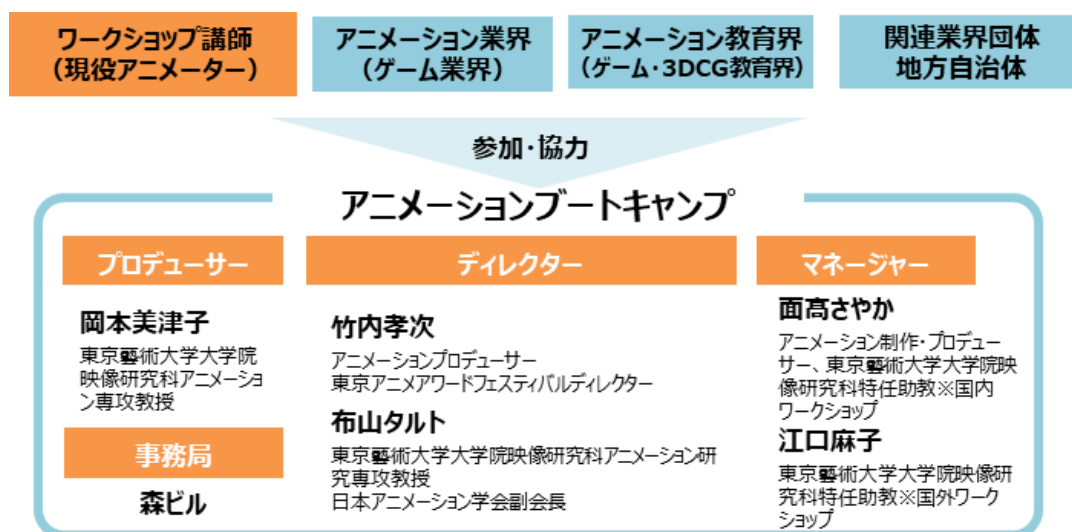 ワークショップ講師
（現役アニメーター）
アニメーション業界
（ゲーム業界）
アニメーション教育界
（ゲーム・3DCG教育界）
関連業界団体
地方自治体
参加・協力
アニメーションブートキャンプ
プロデューサー
岡本美津子
東京藝術大学大学院
映像研究科アニメーショ
ン専攻教授
事務局
森ビル
ディレクター
竹内孝次
アニメーションプロデューサー
東京アニメアワードフェスティバルディレクター
布山タルト
東京藝術大学大学院映像研究科アニメーション研
究専攻教授
日本アニメーション学会副会長
マネージャー
面髙さやか
アニメーション制作・プロデュー
サー、東京藝術大学大学院映
像研究科特任助教※国内
ワークショップ
江口麻子
東京藝術大学大学院映像研
究科特任助教※国外ワーク
ショップ